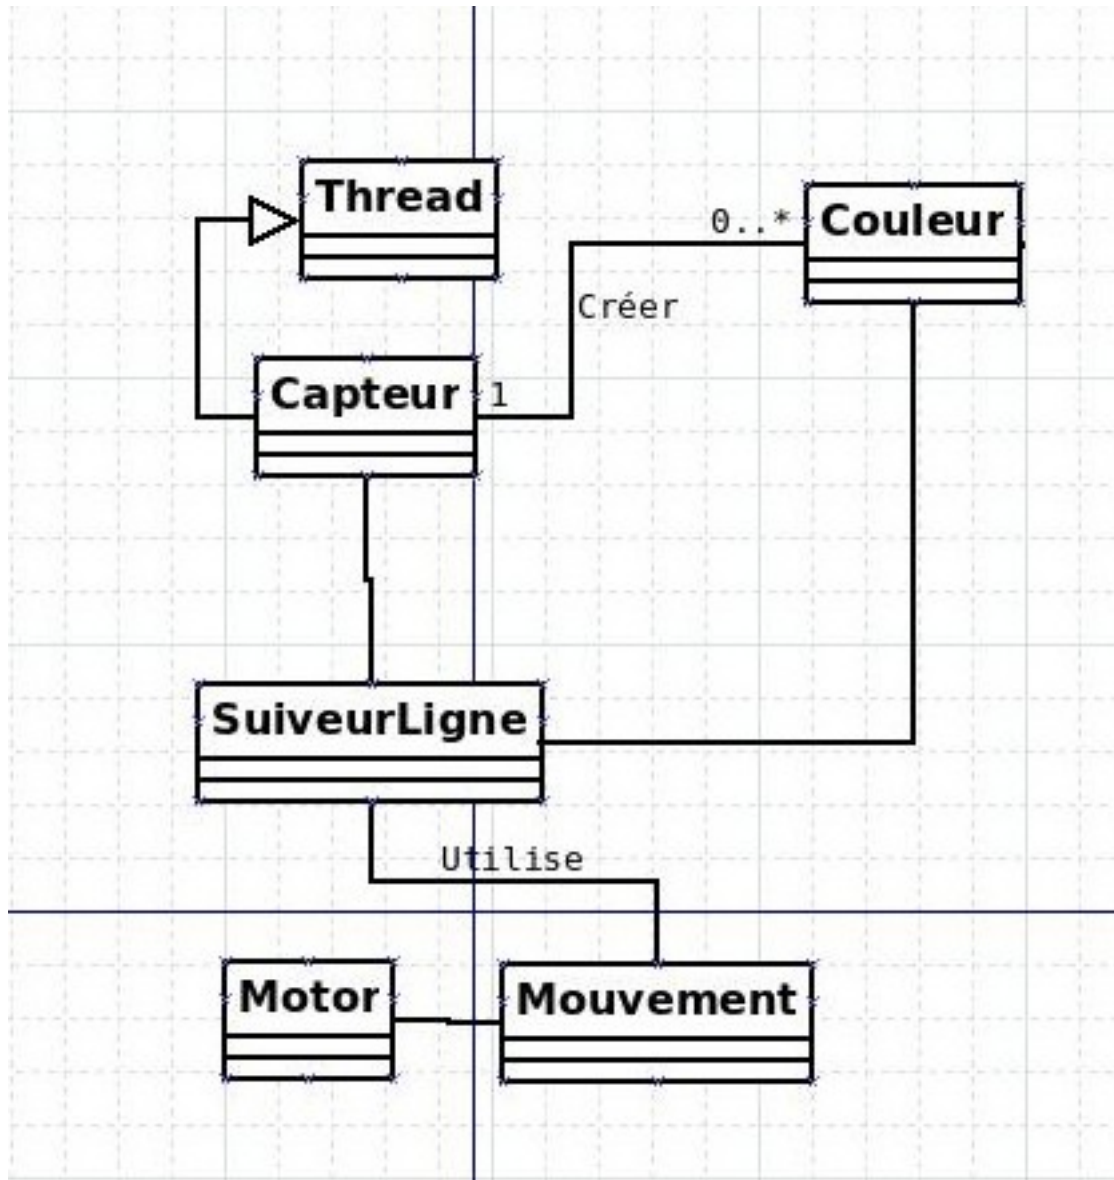 Thread
0..*
Couleur
Créer
Capteur
1
SuiveurLigne
Utilise
Motor
Mouvement